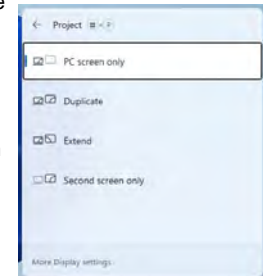 e
Project ⊞ + P
PC screen only
Duplicate
Extend
Second screen only
More Display settings